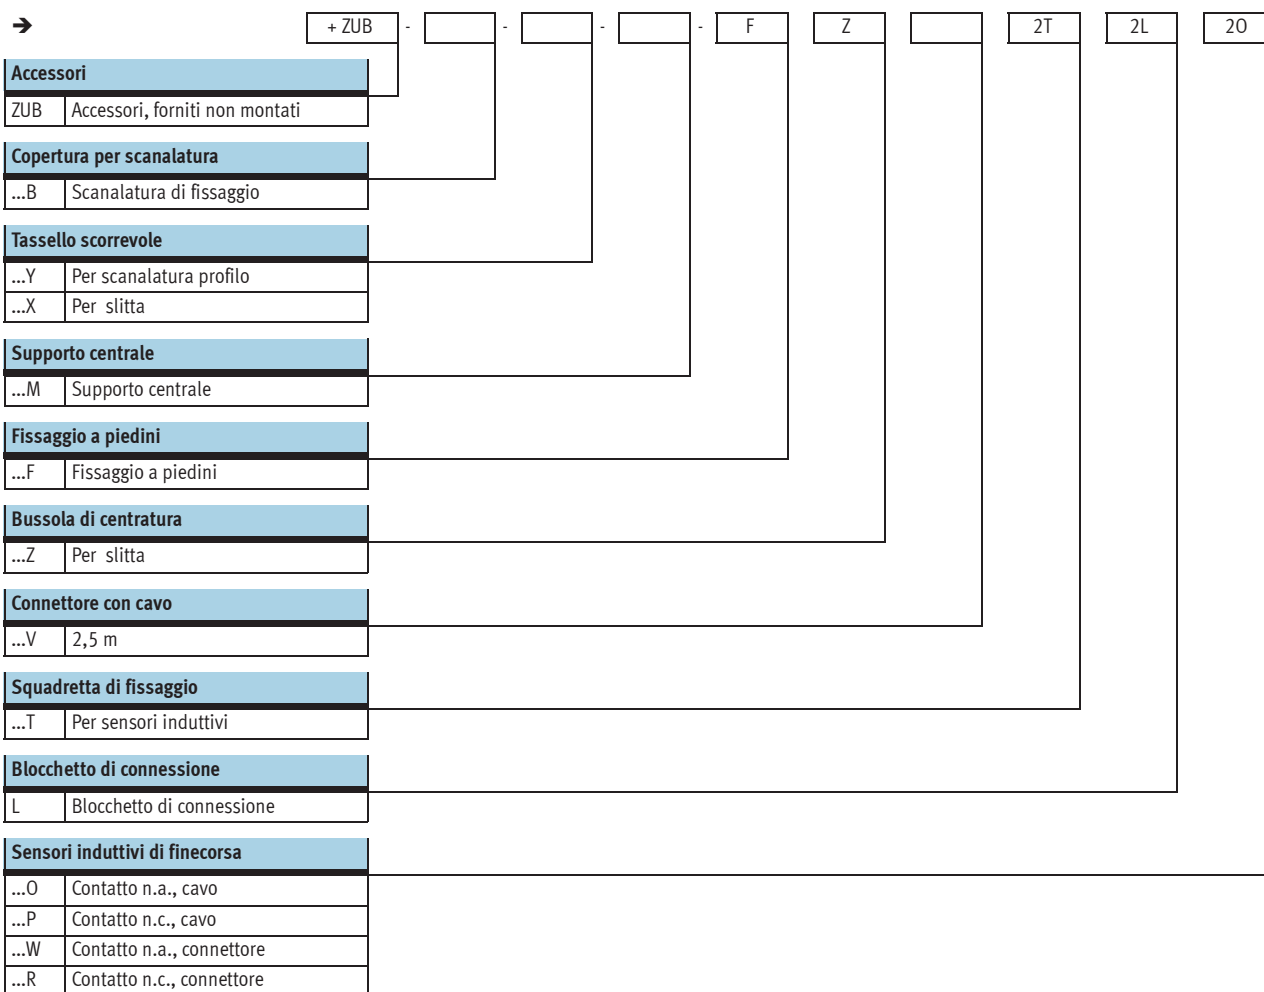 ➔ + ZUB - - - - F Z 2T 2L 2O
Accessori
ZUB Accessori, forniti non montati
Copertura per scanalatura
...B Scanalatura di fissaggio
Tassello scorrevole
...Y Per scanalatura profilo
...X Per slitta
Supporto centrale
...M Supporto centrale
Fissaggio a piedini
...F Fissaggio a piedini
Bussola di centratura
...Z Per slitta
Connettore con cavo
...V 2,5 m
Squadretta di fissaggio
...T Per sensori induttivi
Blocchetto di connessione
L Blocchetto di connessione
Sensori induttivi di finecorsa
...O Contatto n.a., cavo
...P Contatto n.c., cavo
...W Contatto n.a., connettore
...R Contatto n.c., connettore